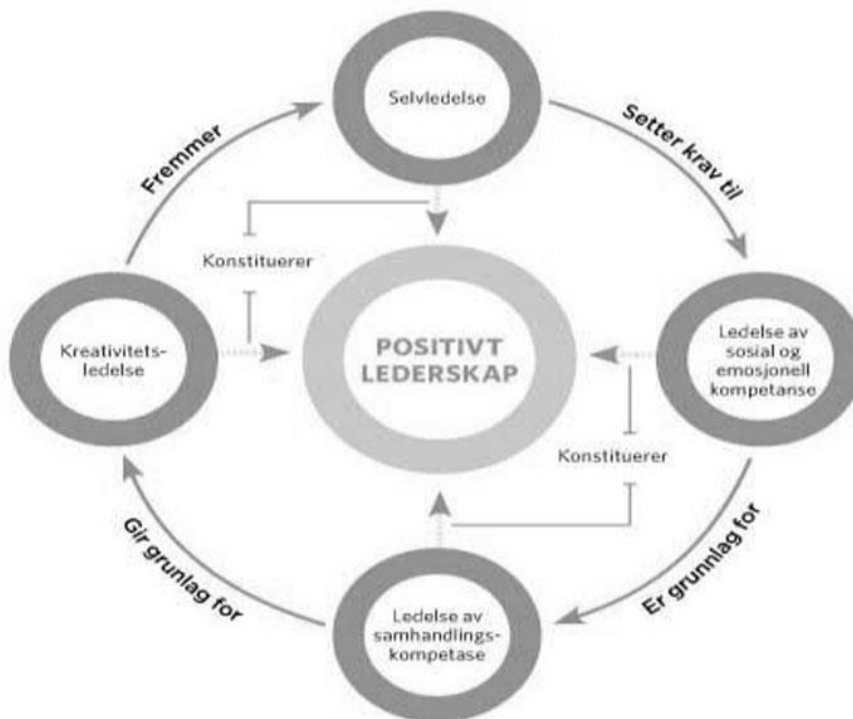 Selvledelse
Fremmer
Setter krav til
Konstituerer
Kreativitets-
ledelse
POSITIVT
LEDERSKAP
Ledelse av
sosial og
emosjonell
kompetanse
Konstituerer
Gir grunlag for
Er grunnlag for
Ledelse av
samhandlings-
kompetase